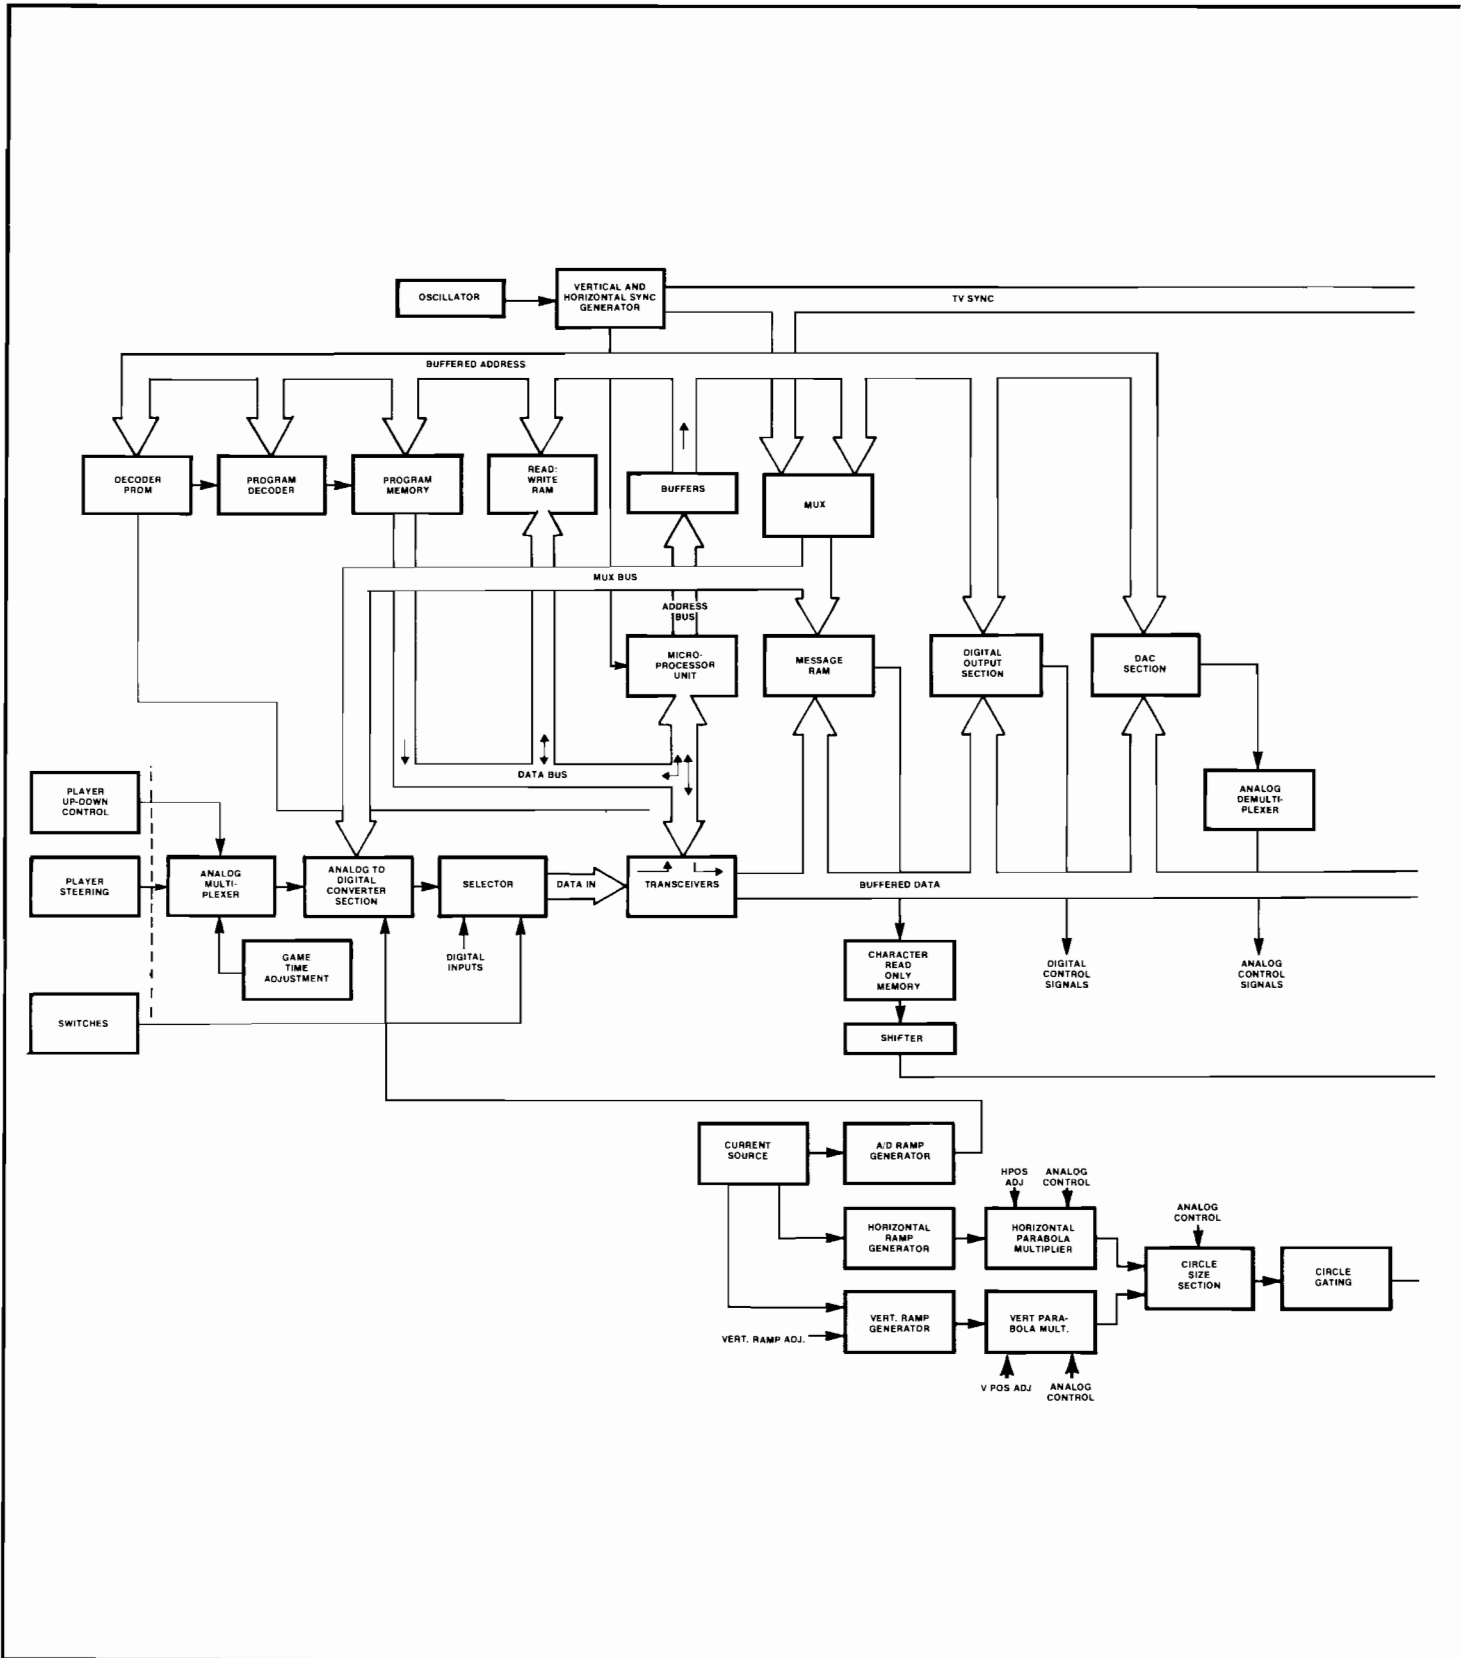 OSCILLATOR
VERTICAL AND
HORIZONTAL SYNC
GENERATOR
TV SYNC
BUFFERED ADDRESS
DECODER
PROM
PROGRAM
DECODER
PROGRAM
MEMORY
READ:
WRITE
RAM
BUFFERS
MUX
MUX BUS
ADDRESS
BUS
MICRO-
PROCESSOR
UNIT
MESSAGE
RAM
DIGITAL
OUTPUT
SECTION
DAC
SECTION
DATA BUS
PLAYER
UP-DOWN
CONTROL
ANALOG
DEMULTI-
PLEXER
PLAYER
STEERING
ANALOG
MULTI-
PLEXER
ANALOG TO
DIGITAL
CONVERTER
SECTION
SELECTOR
DATA IN
TRANSCEIVERS
BUFFERED DATA
GAME
TIME
ADJUSTMENT
DIGITAL
INPUTS
CHARACTER
READ
ONLY
MEMORY
DIGITAL
CONTROL
SIGNALS
ANALOG
CONTROL
SIGNALS
SWITCHES
SHIFTER
CURRENT
SOURCE
A/D RAMP
GENERATOR
HPOS
ADJ
ANALOG
CONTROL
HORIZONTAL
RAMP
GENERATOR
HORIZONTAL
PARABOLA
MULTIPLIER
ANALOG
CONTROL
CIRCLE
SIZE
SECTION
CIRCLE
GATING
VERT. RAMP
GENERATOR
VERT PARA-
BOLA MULT.
VERT. RAMP ADJ.
V POS ADJ
ANALOG
CONTROL